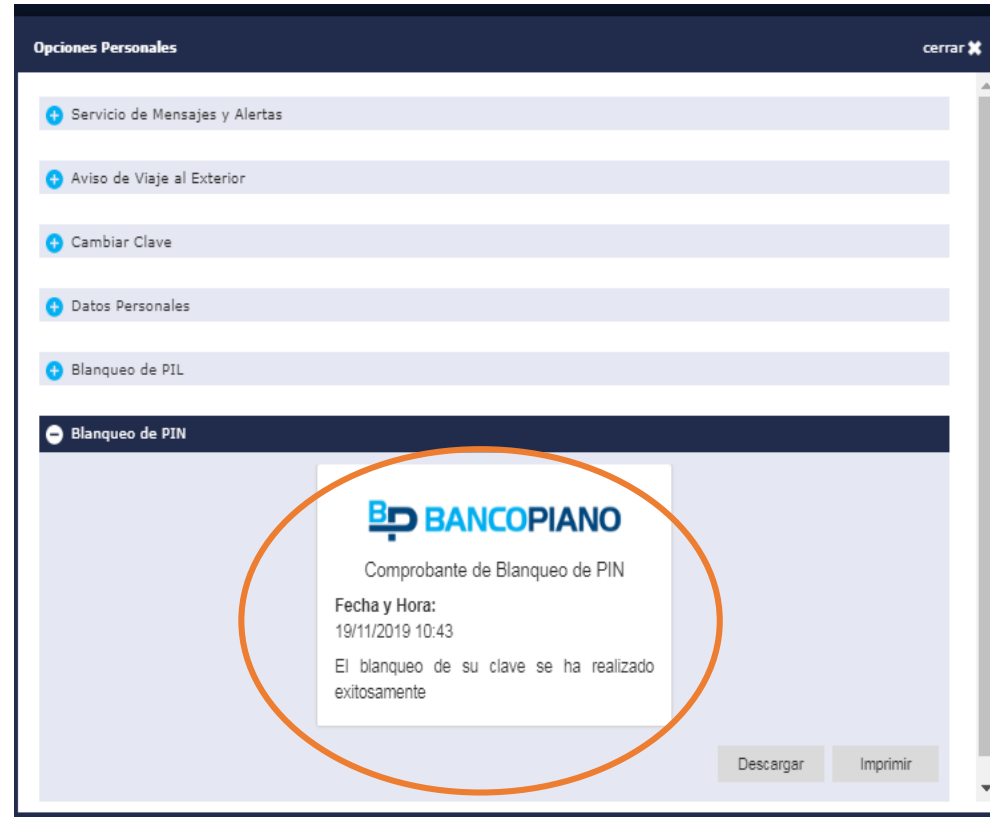 Opciones Personales
cerrar ✖
Servicio de Mensajes y Alertas
Aviso de Viaje al Exterior
Cambiar Clave
Datos Personales
Blanqueo de PIL
Blanqueo de PIN
BP BANCOPIANO
Comprobante de Blanqueo de PIN
Fecha y Hora:
19/11/2019 10:43
El blanqueo de su clave se ha realizado
exitosamente
Descargar Imprimir